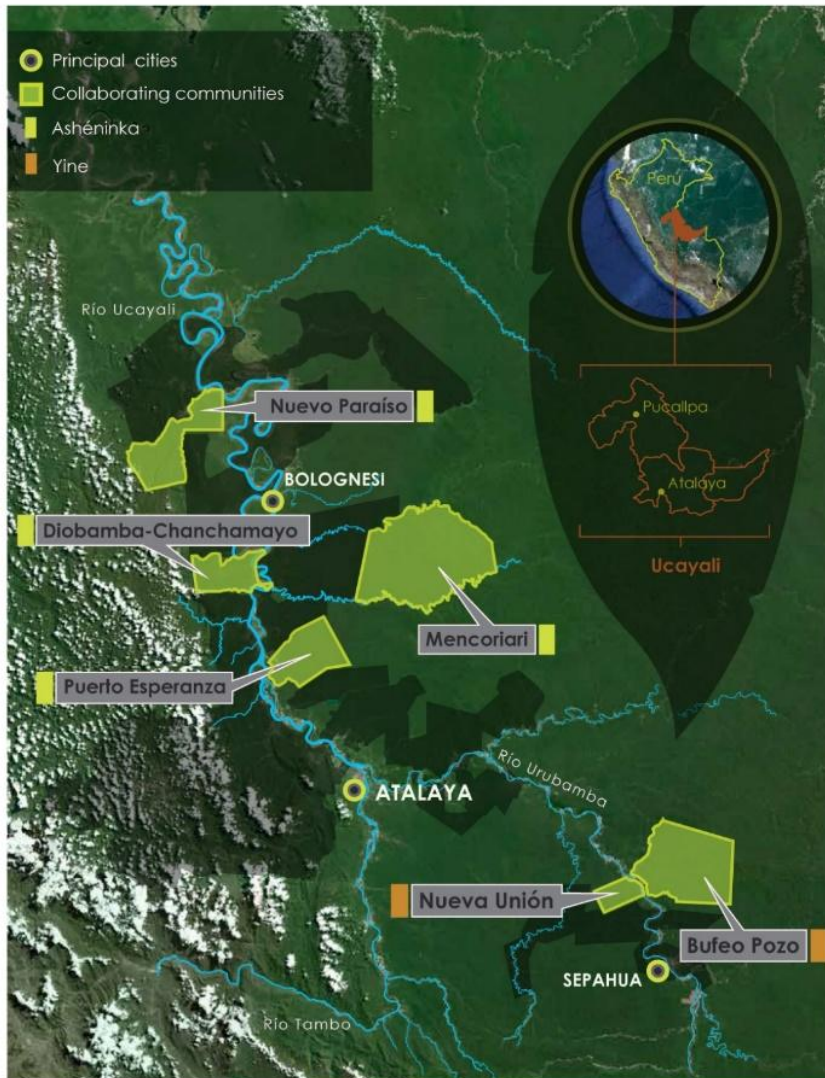 Principal cities
Collaborating communities
Ashéninka
Yine
Perú
Río Ucayali
Pucallpa
Nuevo Paraíso
BOLOGNESI
Atalaya
Diobamba-Chanchamayo
Ucayali
Mencoriari
Puerto Esperanza
Río Urubamba
ATALAYA
Nueva Unión
Bufeo Pozo
SEPAHUA
Río Tambo